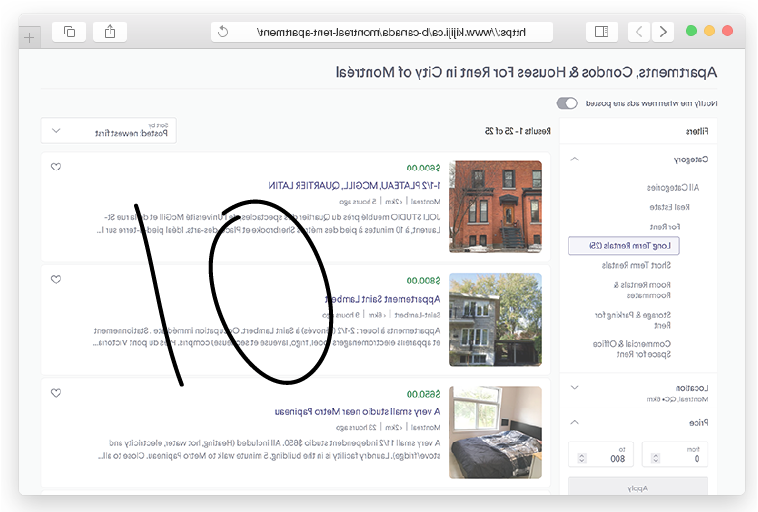 https://www.kijiji.ca/b/c-canada/montreal-rent-apartment/
Apartments, Condos & Houses For Rent in City of Montréal
Notify me when new ads are posted
Filters
Category
All Categories
Real Estate
For Rent
Long Term Rentals (25)
Short Term Rentals
Room Rentals &
Roommates
Storage & Parking for
Rent
Commercial & Office
Space for Rent
Location
Montreal, QC • 6km
Price
from
0
to
800
Apply
Results 1 - 25 of 25
Sort by
Posted: newest first
$600.00
1-1/2 PLATEAU, MCGILL, QUARTIER LATIN
Montreal | < 2km | 5 hours ago
JOLI STUDIO meublé près du Quartier des spectacles, de l'Université McGill et de la rue St-
Laurent, à 10 minutes à pied des métros Sherbrooke et Place-des-arts. Idéal pied-à-terre sur l...
$800.00
Appartement Saint Lambert
Saint-Lambert | < 6km | 9 hours ago
Appartements à louer: 2-1/2 (rénovés) à Saint Lambert. Occupation immédiate. Stationnement
et appareils électroménagers (poêl, frigo, laveuse et sécheuse) compris. Près du pont Victoria...
$650.00
A very small studio near Metro Papineau
Montreal | < 2km | 23 hours ago
A very small 1 1/2 independent studio $650. All included (Heating, hot water, electricity and
stove/fridge). Laundry facility is in the building, 5 minute walk to Metro Papineau. Close to all...
10